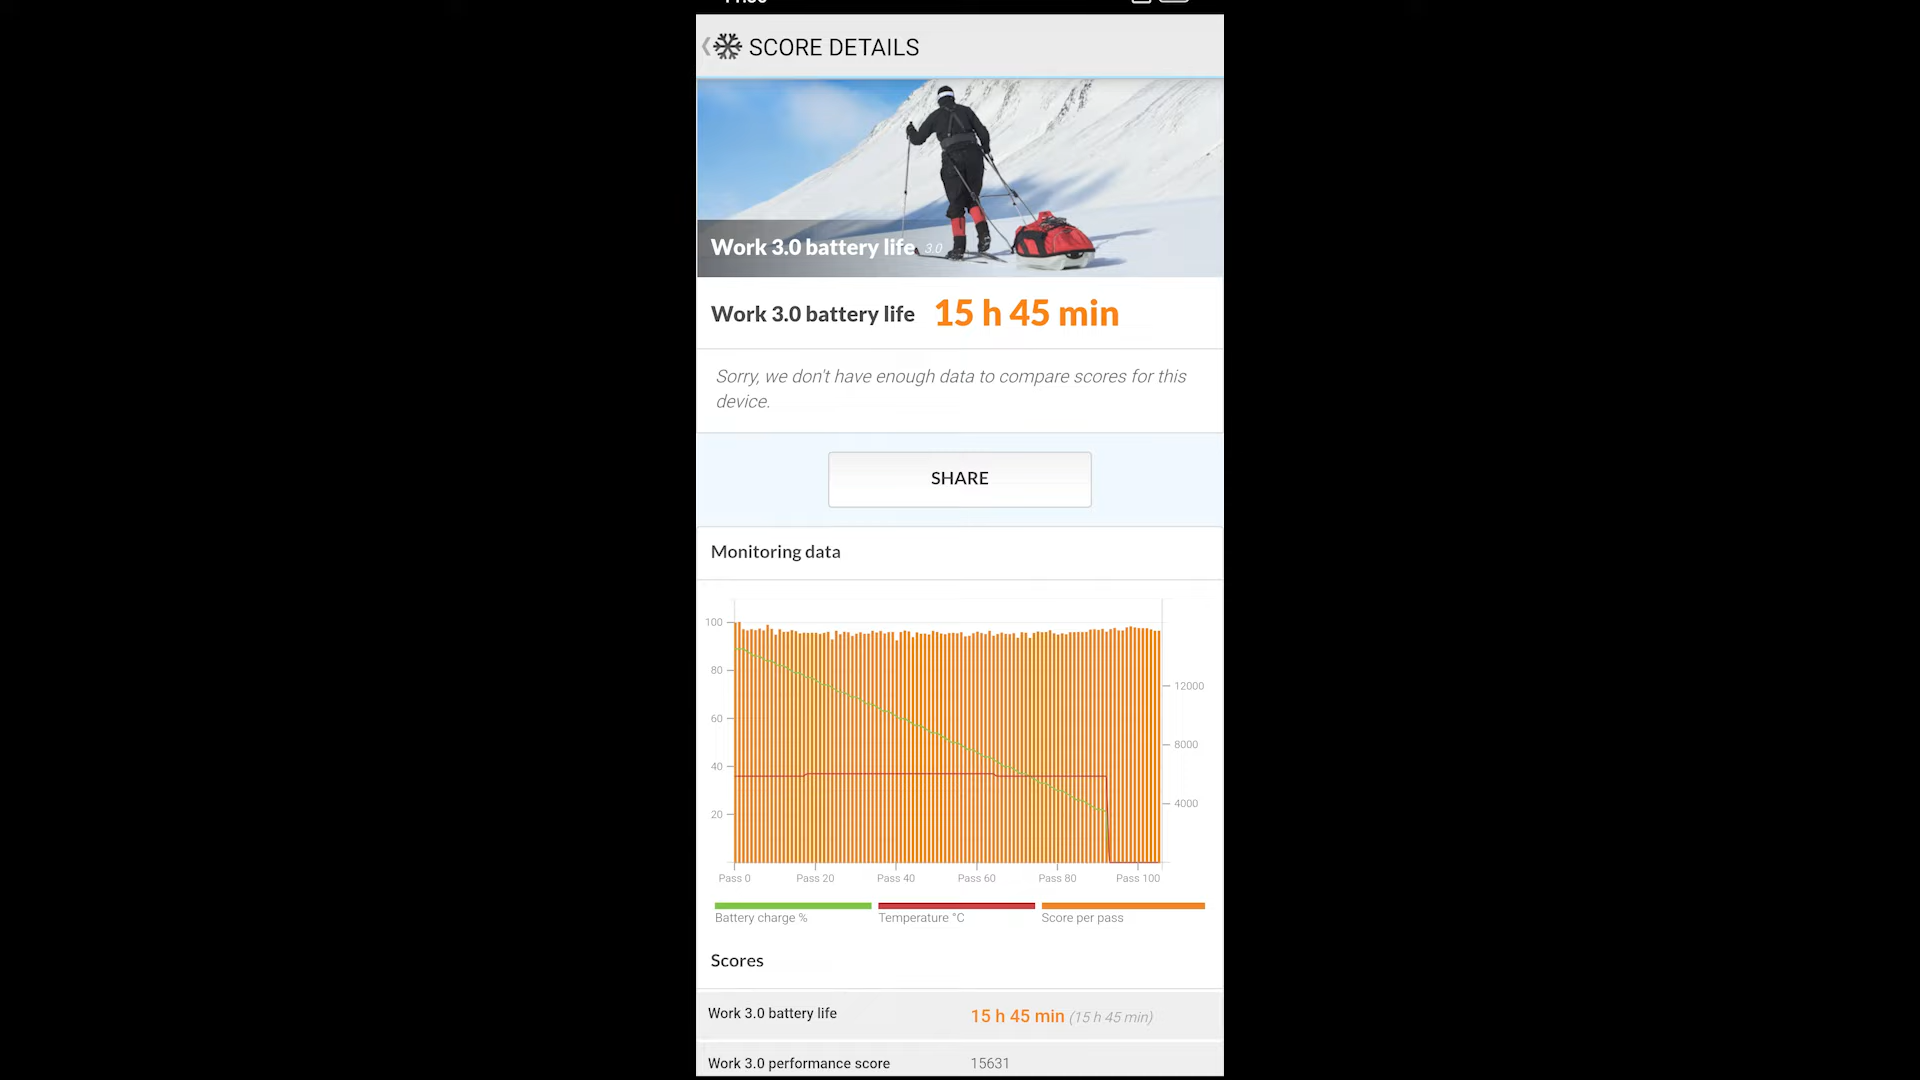 SCORE DETAILS
Work 3.0 battery life 3.0
Work 3.0 battery life 15 h 45 min
Sorry, we don't have enough data to compare scores for this
device.
SHARE
Monitoring data
100
80
60
40
20
12000
8000
4000
Pass 0 Pass 20 Pass 40 Pass 60 Pass 80 Pass 100
Battery charge % Temperature °C Score per pass
Scores
Work 3.0 battery life 15 h 45 min (15 h 45 min)
Work 3.0 performance score 15631